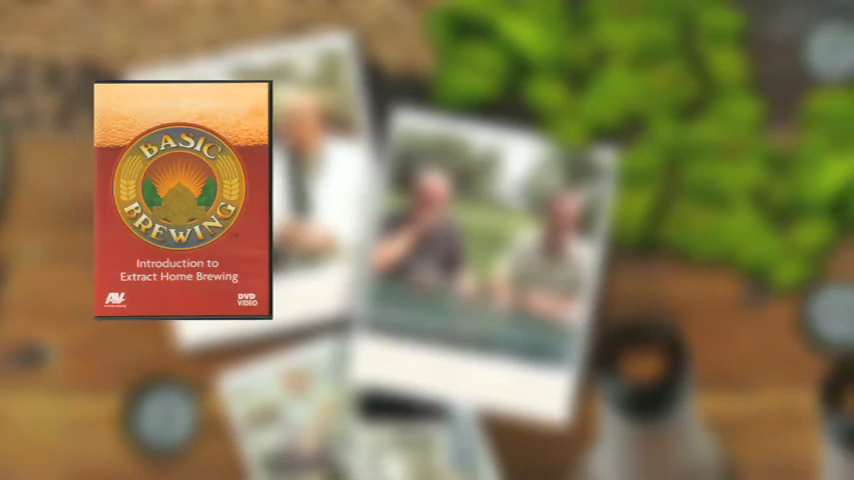 BASIC
BREWING
Introduction to
Extract Home Brewing
AV
DVD
VIDEO